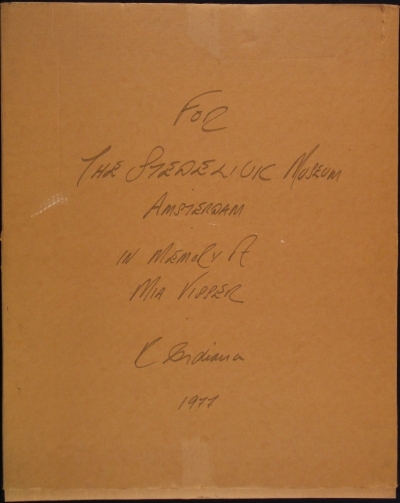 FOR
THE STEDELIJK MUSEUM
AMSTERDAM
IN MEMORY OF
MIA VISSER
R Indiana
1977